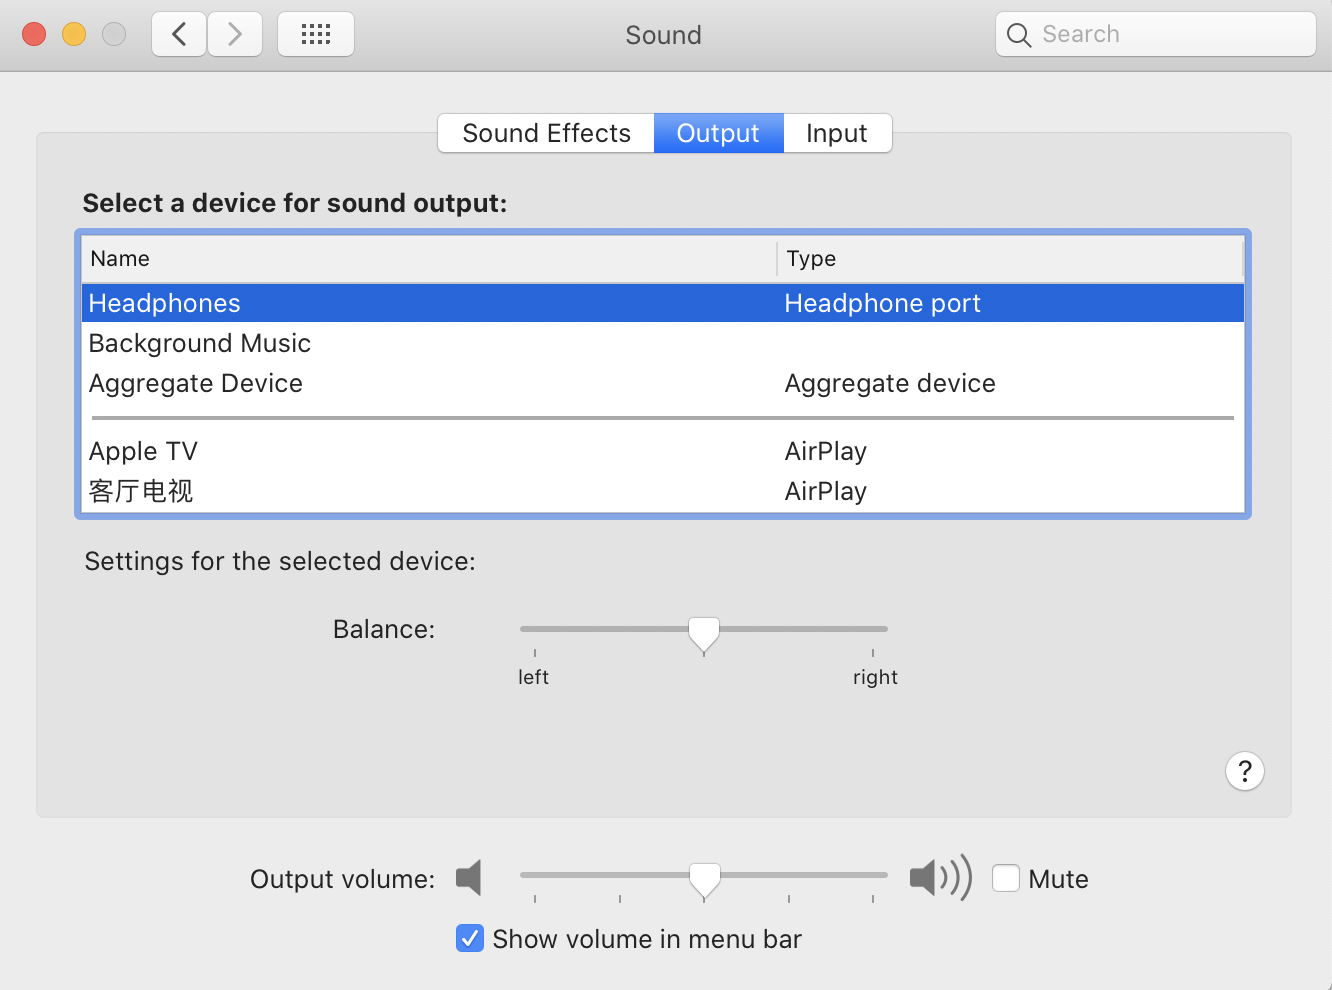 Sound
Search
Sound Effects Output Input
Select a device for sound output:
Name Type
Headphones Headphone port
Background Music
Aggregate Device Aggregate device
Apple TV AirPlay
客厅电视 AirPlay
Settings for the selected device:
Balance:
left right
?
Output volume: Mute
Show volume in menu bar